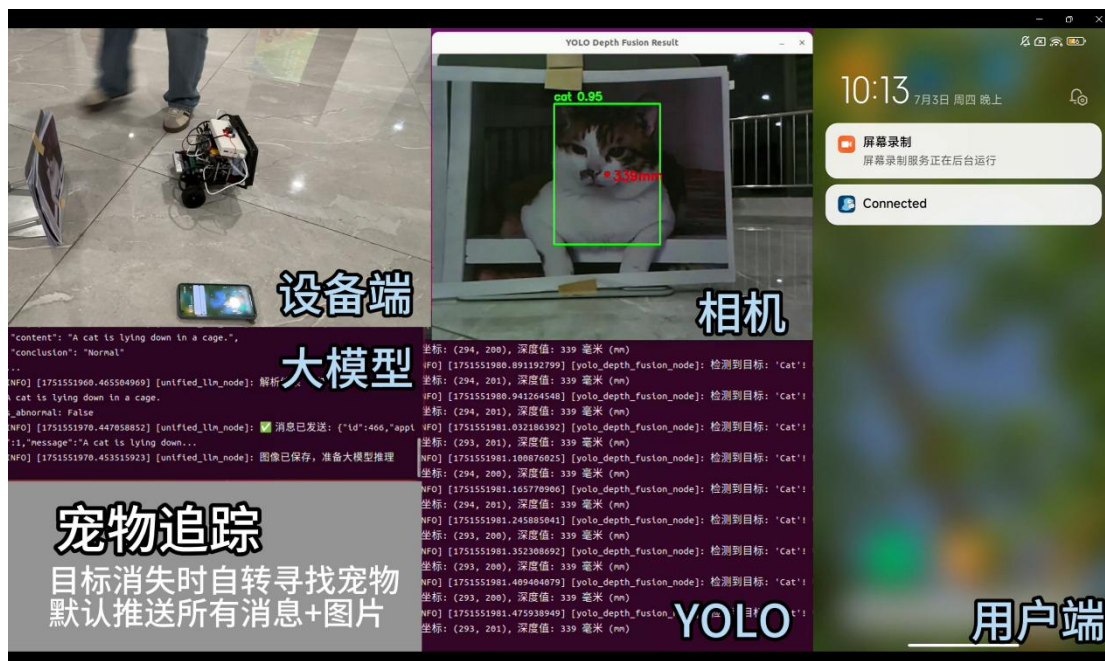 设备端
YOLO Depth Fusion Result
cat 0.95
339mm
相机
10:13 7月3日 周四 晚上
屏幕录制
屏幕录制服务正在后台运行
Connected
用户端
大模型
"content": "A cat is lying down in a cage.",
"conclusion": "Normal"
...
INFO] [1751551960.465504969] [unified_llm_node]: 解析
cat is lying down in a cage.
s_abnormal: False
INFO] [1751551970.447058852] [unified_llm_node]: ✅ 消息已发送: {"id":466,"appi
":1,"message":"A cat is lying down...
INFO] [1751551970.453515923] [unified_llm_node]: 图像已保存，准备大模型推理
坐标: (294, 200), 深度值: 339 毫米 (mm)
NFO] [1751551980.891192799] [yolo_depth_fusion_node]: 检测到目标: 'Cat'!
坐标: (294, 201), 深度值: 339 毫米 (mm)
NFO] [1751551980.941264548] [yolo_depth_fusion_node]: 检测到目标: 'Cat'!
坐标: (294, 201), 深度值: 339 毫米 (mm)
NFO] [1751551981.032186392] [yolo_depth_fusion_node]: 检测到目标: 'Cat'!
坐标: (293, 201), 深度值: 339 毫米 (mm)
NFO] [1751551981.100876025] [yolo_depth_fusion_node]: 检测到目标: 'Cat'!
坐标: (294, 200), 深度值: 339 毫米 (mm)
NFO] [1751551981.165770906] [yolo_depth_fusion_node]: 检测到目标: 'Cat'!
坐标: (294, 201), 深度值: 339 毫米 (mm)
NFO] [1751551981.245885041] [yolo_depth_fusion_node]: 检测到目标: 'Cat'!
坐标: (293, 200), 深度值: 339 毫米 (mm)
NFO] [1751551981.352308692] [yolo_depth_fusion_node]: 检测到目标: 'Cat'!
坐标: (293, 200), 深度值: 339 毫米 (mm)
NFO] [1751551981.409404079] [yolo_depth_fusion_node]: 检测到目标: 'Cat'!
坐标: (293, 200), 深度值: 339 毫米 (mm)
NFO] [1751551981.475938949] [yolo_depth_fusion_
坐标: (293, 201), 深度值: 339 毫米 (mm)
YOLO
宠物追踪
目标消失时自转寻找宠物
默认推送所有消息+图片